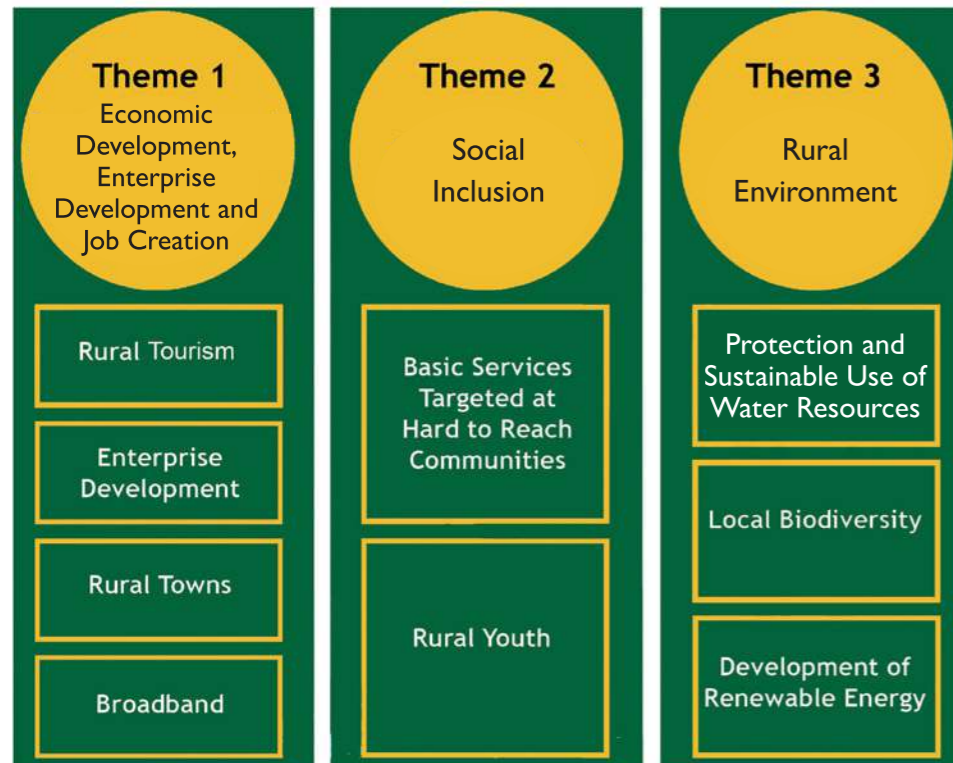 Theme 1
Economic
Development,
Enterprise
Development and
Job Creation
Rural Tourism
Enterprise
Development
Rural Towns
Broadband
Theme 2
Social
Inclusion
Basic Services
Targeted at
Hard to Reach
Communities
Rural Youth
Theme 3
Rural
Environment
Protection and
Sustainable Use of
Water Resources
Local Biodiversity
Development of
Renewable Energy